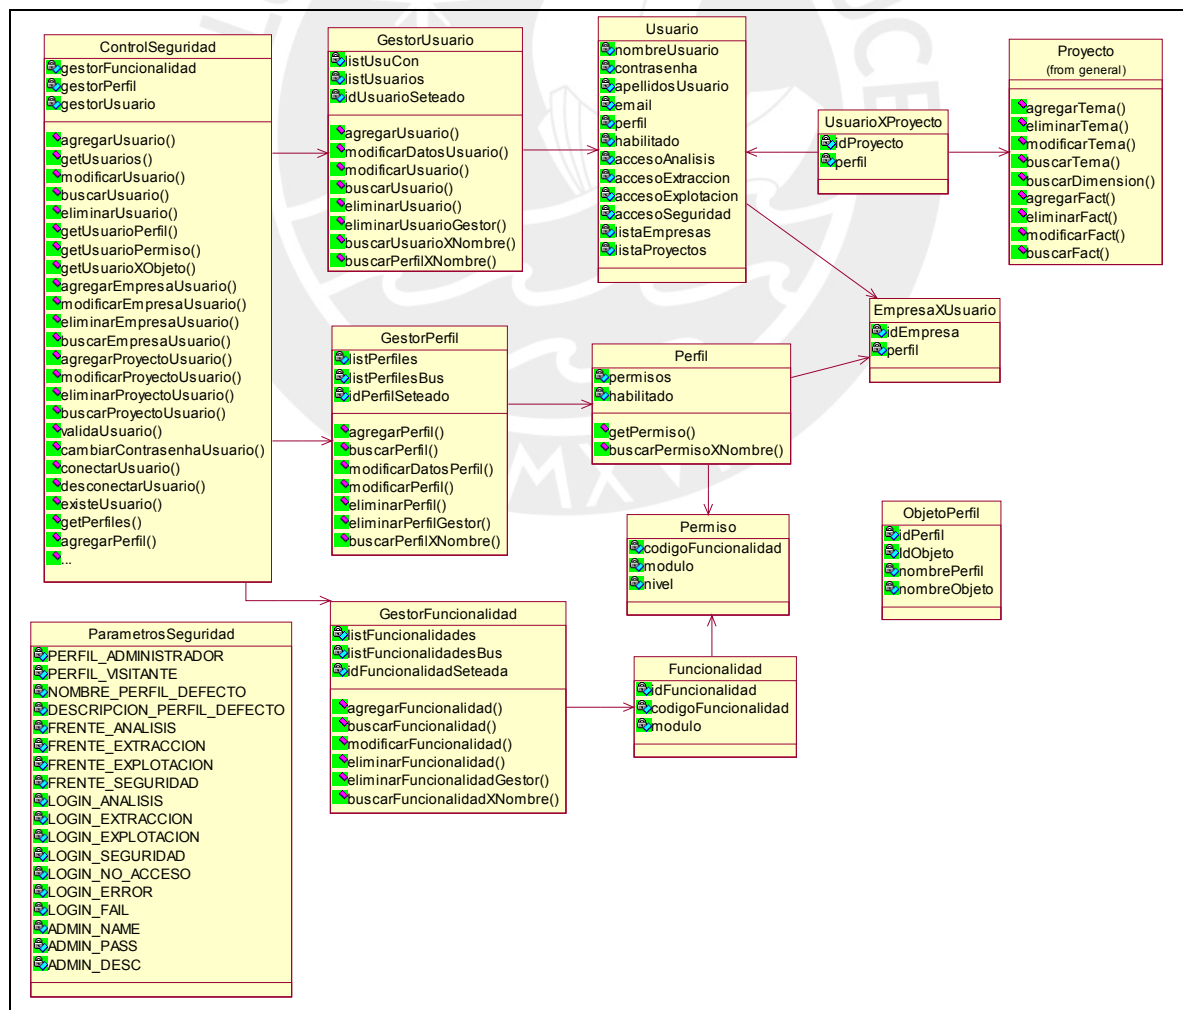 ControlSeguridad
gestorFuncionalidad
gestorPerfil
gestorUsuario
agregarUsuario()
getUsuarios()
modificarUsuario()
buscarUsuario()
eliminarUsuario()
getUsuarioPerfil()
getUsuarioPermiso()
getUsuarioXObjeto()
agregarEmpresaUsuario()
modificarEmpresaUsuario()
eliminarEmpresaUsuario()
buscarEmpresaUsuario()
agregarProyectoUsuario()
modificarProyectoUsuario()
eliminarProyectoUsuario()
buscarProyectoUsuario()
validaUsuario()
cambiarContrasenhaUsuario()
conectarUsuario()
desconectarUsuario()
existeUsuario()
getPerfiles()
agregarPerfil()
...
GestorUsuario
listUsuCon
listUsuarios
idUsuarioSeteado
agregarUsuario()
modificarDatosUsuario()
modificarUsuario()
buscarUsuario()
eliminarUsuario()
eliminarUsuarioGestor()
buscarUsuarioXNombre()
buscarPerfilXNombre()
Usuario
nombreUsuario
contrasenha
apellidosUsuario
email
perfil
habilitado
accesoAnalisis
accesoExtraccion
accesoExplotacion
accesoSeguridad
listaEmpresas
listaProyectos
UsuarioXProyecto
idProyecto
perfil
Proyecto
(from general)
agregarTema()
eliminarTema()
modificarTema()
buscarTema()
buscarDimension()
agregarFact()
eliminarFact()
modificarFact()
buscarFact()
EmpresaXUsuario
idEmpresa
perfil
GestorPerfil
listPerfiles
listPerfilesBus
idPerfilSeteado
agregarPerfil()
buscarPerfil()
modificarDatosPerfil()
modificarPerfil()
eliminarPerfil()
eliminarPerfilGestor()
buscarPerfilXNombre()
Perfil
permisos
habilitado
getPermiso()
buscarPermisoXNombre()
Permiso
codigoFuncionalidad
modulo
nivel
ObjetoPerfil
idPerfil
IdObjeto
nombrePerfil
nombreObjeto
ParametrosSeguridad
PERFIL_ADMINISTRADOR
PERFIL_VISITANTE
NOMBRE_PERFIL_DEFECTO
DESCRIPCION_PERFIL_DEFECTO
FRENTE_ANALISIS
FRENTE_EXTRACCION
FRENTE_EXPLOTACION
FRENTE_SEGURIDAD
LOGIN_ANALISIS
LOGIN_EXTRACCION
LOGIN_EXPLOTACION
LOGIN_SEGURIDAD
LOGIN_NO_ACCESO
LOGIN_ERROR
LOGIN_FAIL
ADMIN_NAME
ADMIN_PASS
ADMIN_DESC
GestorFuncionalidad
listFuncionalidades
listFuncionalidadesBus
idFuncionalidadSeteada
agregarFuncionalidad()
buscarFuncionalidad()
modificarFuncionalidad()
eliminarFuncionalidad()
eliminarFuncionalidadGestor()
buscarFuncionalidadXNombre()
Funcionalidad
idFuncionalidad
codigoFuncionalidad
modulo